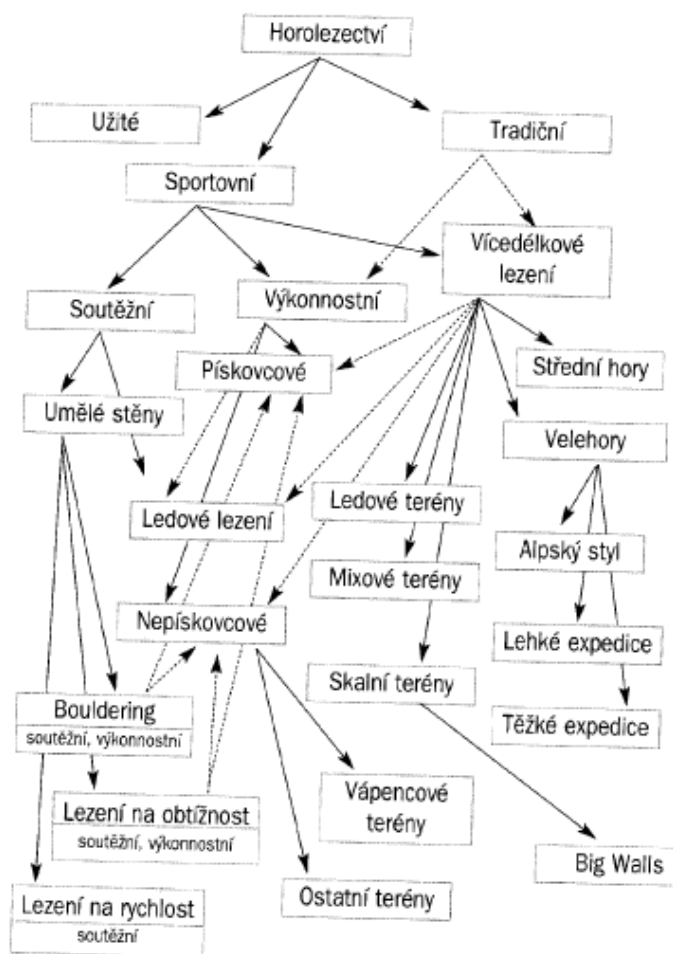 Horolezectví
Užité
Tradiční
Sportovní
Vícedélkové
lezení
Soutěžní
Výkonnostní
Pískovcové
Střední hory
Umělé stěny
Velehory
Ledové lezení
Ledové terény
Alpský styl
Mixové terény
Nepískovcové
Lehké expedice
Skalní terény
Bouldering
soutěžní, výkonnostní
Těžké expedice
Lezení na obtížnost
soutěžní, výkonnostní
Vápencové
terény
Big Walls
Lezení na rychlost
soutěžní
Ostatní terény